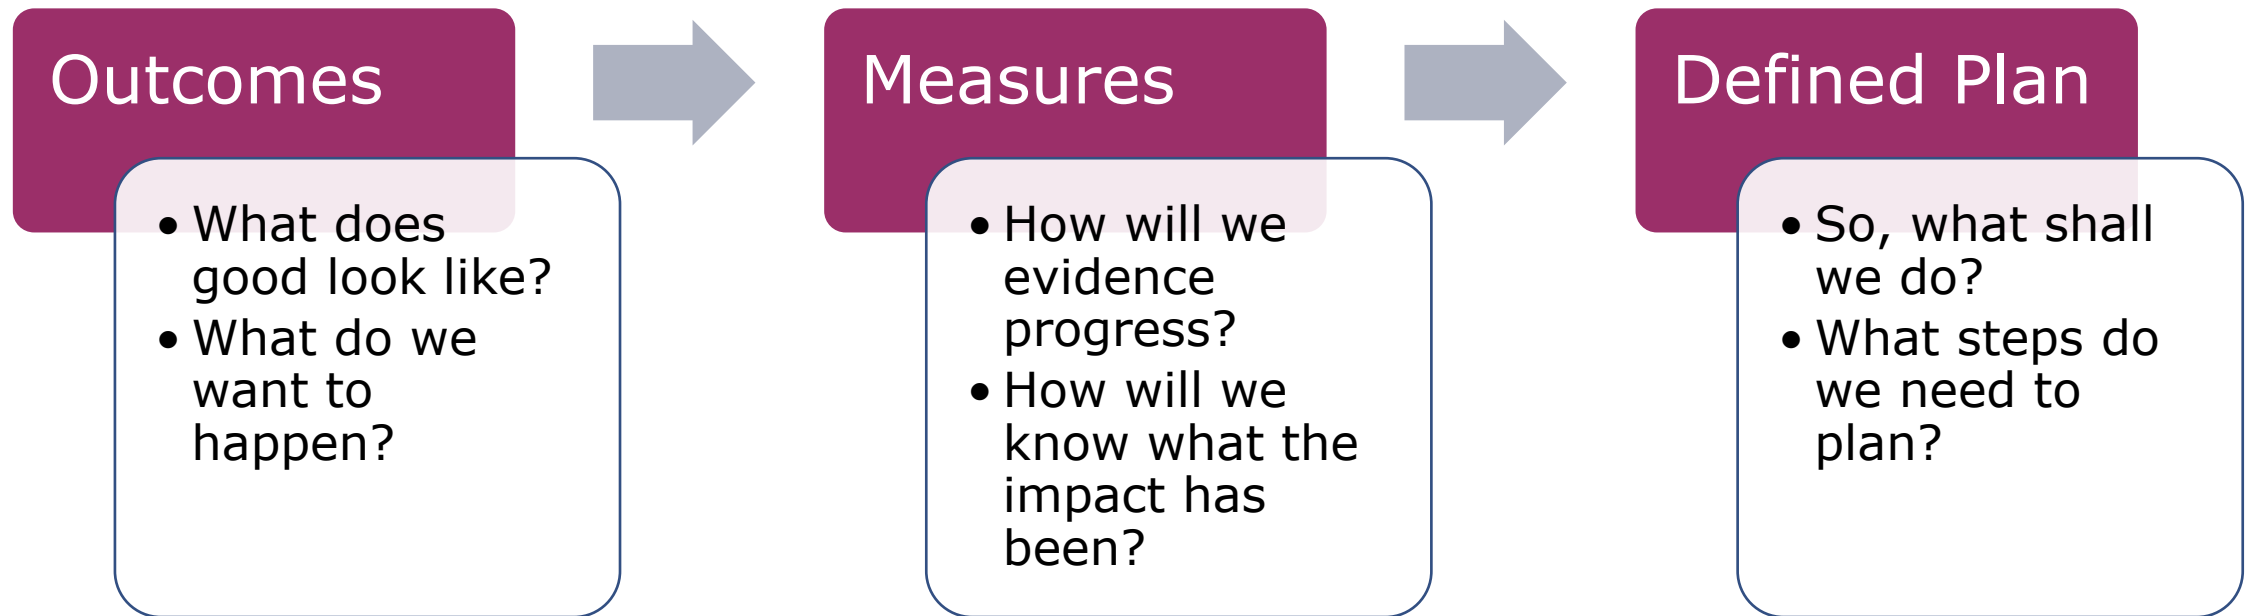 Outcomes
• What does
good look like?
• What do we
want to
happen?
Measures
• How will we
evidence
progress?
• How will we
know what the
impact has
been?
Defined Plan
• So, what shall
we do?
• What steps do
we need to
plan?